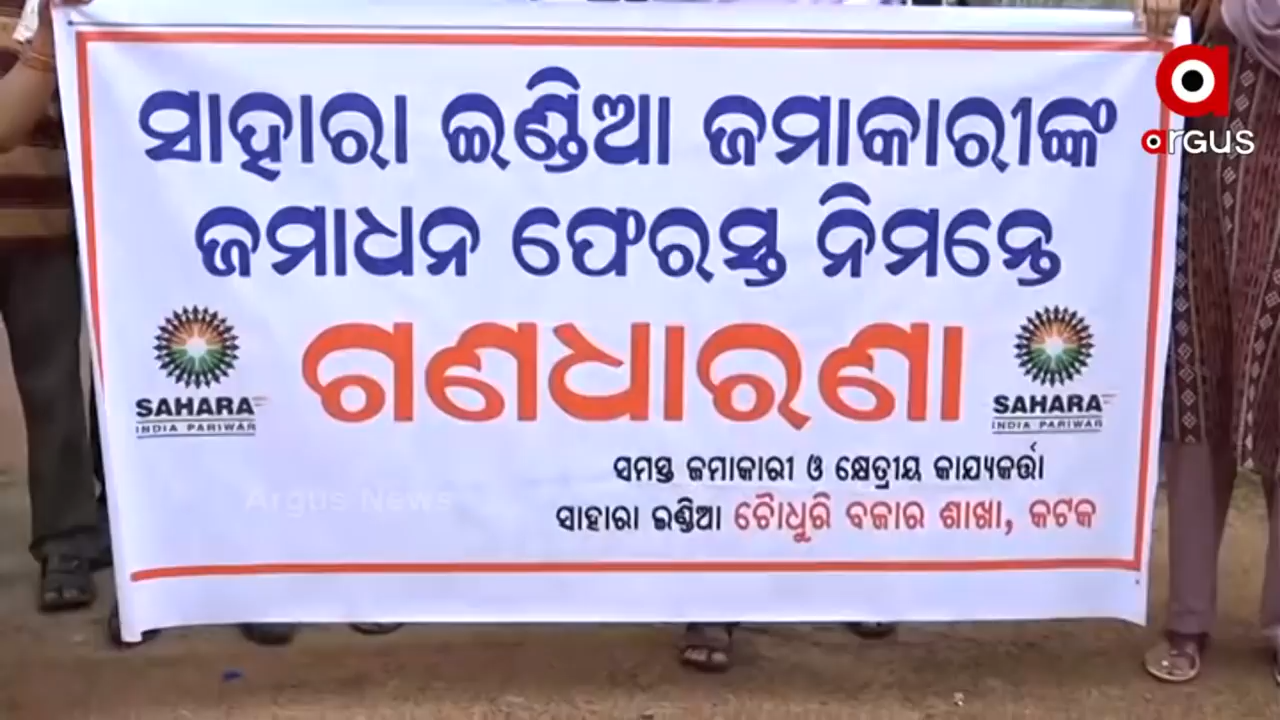 ସାହାରା ଇଣ୍ଡିଆ ଜମାକାରୀଙ୍କ
ଜମାଧନ ଫେରସ୍ତ ନିମନ୍ତେ
ଗଣଧାରଣା
SAHARA
INDIA PARIWAR
SAHARA
INDIA PARIWAR
ସମସ୍ତ ଜମାକାରୀ ଓ କ୍ଷେତ୍ରୀୟ କାଯ୍ୟକର୍ତ୍ତା
ସାହାରା ଇଣ୍ଡିଆ ଚୌଧୁରି ବଜାର ଶାଖା, କଟକ
argus
Argus News